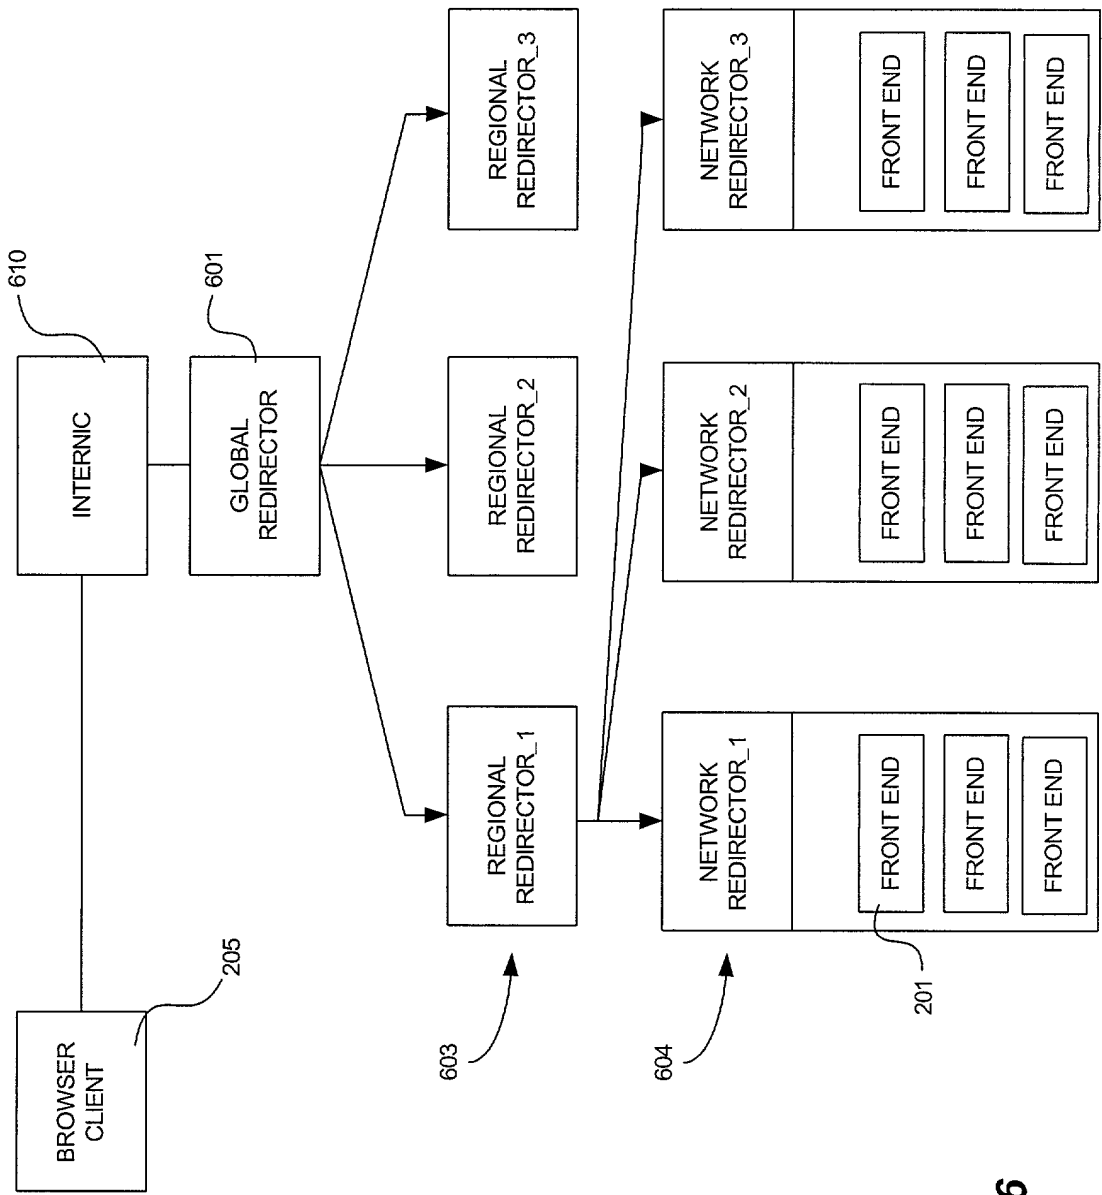 BROWSER
CLIENT
205
INTERNIC
610
GLOBAL
REDIRECTOR
601
603
REGIONAL
REDIRECTOR_1
REGIONAL
REDIRECTOR_2
REGIONAL
REDIRECTOR_3
604
NETWORK
REDIRECTOR_1
NETWORK
REDIRECTOR_2
NETWORK
REDIRECTOR_3
201
FRONT END
FRONT END
FRONT END
FRONT END
FRONT END
FRONT END
FRONT END
FRONT END
FRONT END
6